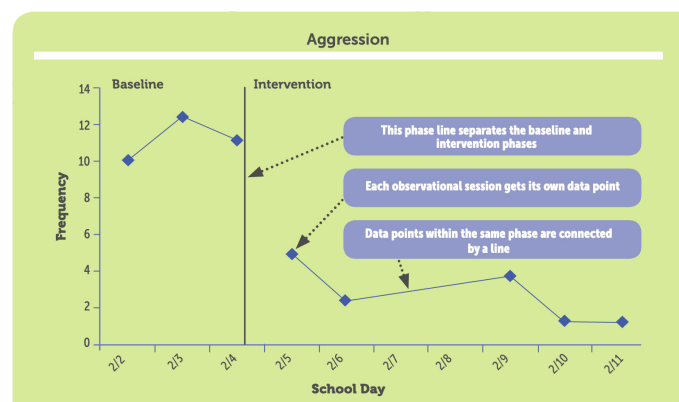 Aggression
Baseline
Intervention
14
12
10
8
6
4
2
0
Frequency
This phase line separates the baseline and
intervention phases
Each observational session gets its own data point
Data points within the same phase are connected
by a line
2/2
2/3
2/4
2/5
2/6
2/7
2/8
2/9
2/10
2/11
School Day